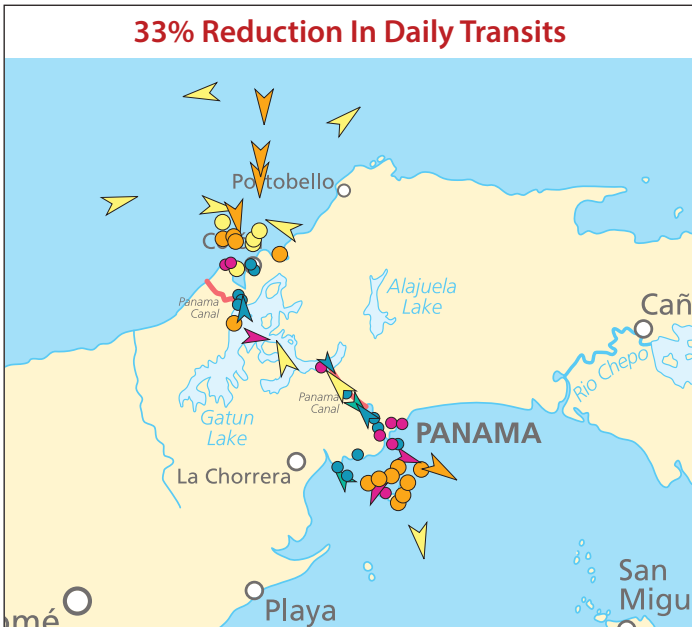 33% Reduction In Daily Transits
Portobello
Panama
Canal
Alajuela
Lake
Cañ
Rio Chepo
Panama
Canal
Gatun
Lake
PANAMA
La Chorrera
San
Migu
omé
Playa